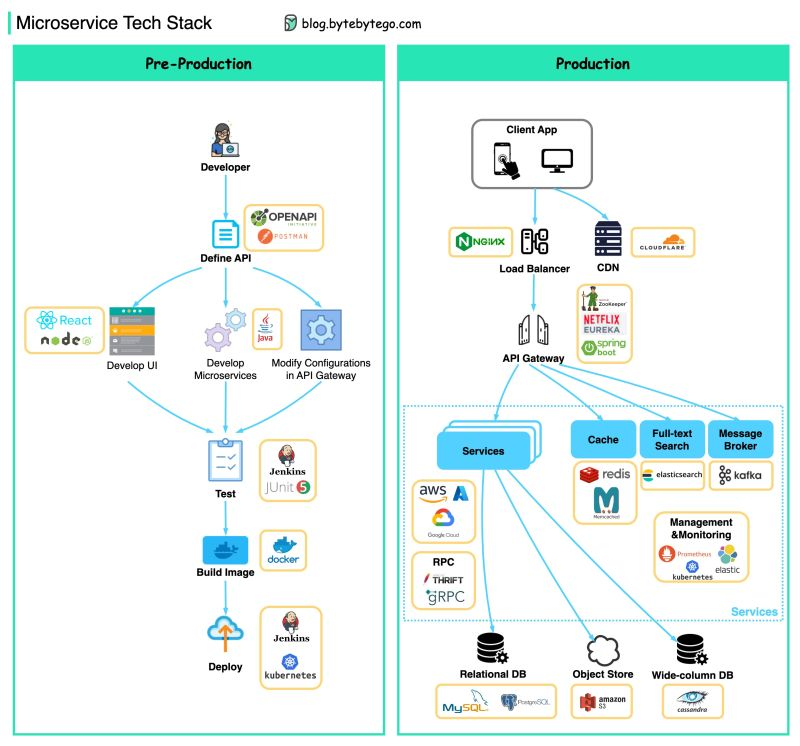 Microservice Tech Stack
blog.bytebytego.com
Pre-Production
Developer
OPENAPI
INITIATIVE
POSTMAN
Define API
React
node
JS
Develop UI
Java
Develop
Microservices
Modify Configurations
in API Gateway
Test
Jenkins
JUnit 5
Build Image
docker
Deploy
Jenkins
kubernetes
Production
Client App
NGINX
Load Balancer
CDN
CLOUDFLARE
API Gateway
ZooKeeper
NETFLIX
EUREKA
spring
boot
Services
Cache
Full-text
Search
Message
Broker
aws
Google Cloud
redis
Memcached
elasticsearch
kafka
RPC
THRIFT
gRPC
Management
&Monitoring
Prometheus
elastic
kubernetes
Services
Relational DB
MySQL
PostgreSQL
Object Store
amazon
S3
Wide-column DB
cassandra